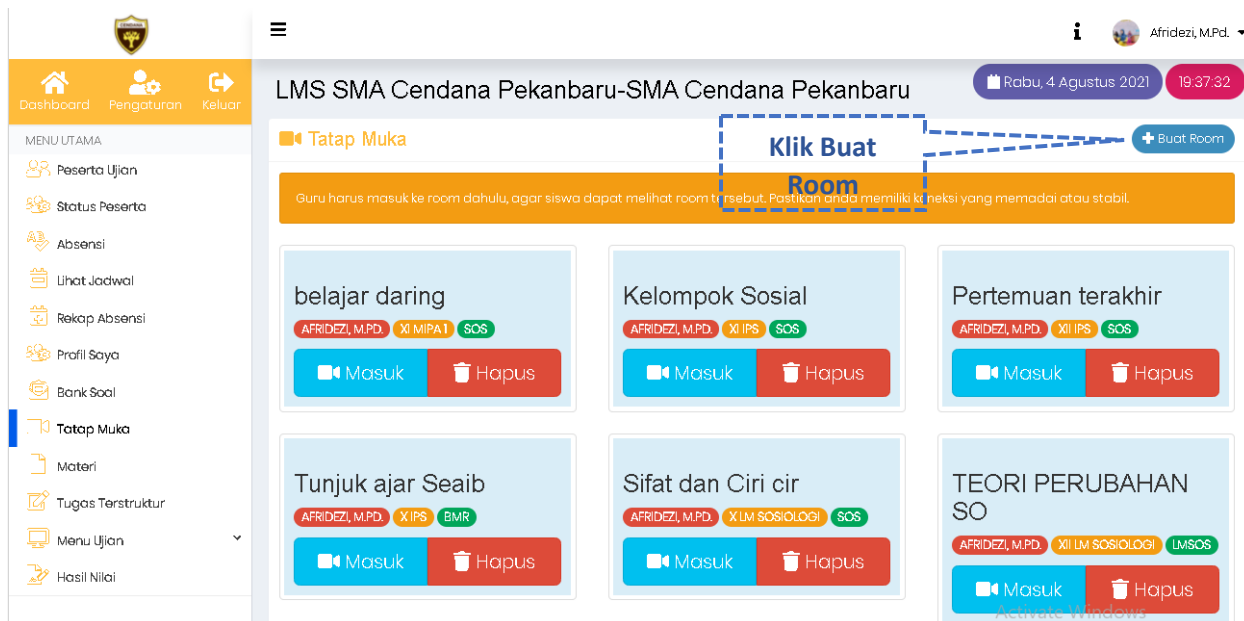 CENDANA
Afridezi, M.Pd.
Dashboard Pengaturan Keluar
LMS SMA Cendana Pekanbaru-SMA Cendana Pekanbaru
Rabu, 4 Agustus 2021
19:37:32
MENU UTAMA
Peserta Ujian
Status Peserta
Absensi
Lihat Jadwal
Rekap Absensi
Profil Saya
Bank Soal
Tatap Muka
Materi
Tugas Terstruktur
Menu Ujian
Hasil Nilai
Tatap Muka
Klik Buat
Room
Buat Room
Guru harus masuk ke room dahulu, agar siswa dapat melihat room tersebut. Pastikan anda memiliki koneksi yang memadai atau stabil.
belajar daring
AFRIDEZI, M.PD. XI MIPA 1 SOS
Masuk Hapus
Kelompok Sosial
AFRIDEZI, M.PD. XI IPS SOS
Masuk Hapus
Pertemuan terakhir
AFRIDEZI, M.PD. XII IPS SOS
Masuk Hapus
Tunjuk ajar Seaib
AFRIDEZI, M.PD. X IPS BMR
Masuk Hapus
Sifat dan Ciri cir
AFRIDEZI, M.PD. X LM SOSIOLOGI SOS
Masuk Hapus
TEORI PERUBAHAN
SO
AFRIDEZI, M.PD. XII LM SOSIOLOGI LMSOS
Masuk Hapus
Activate Windows